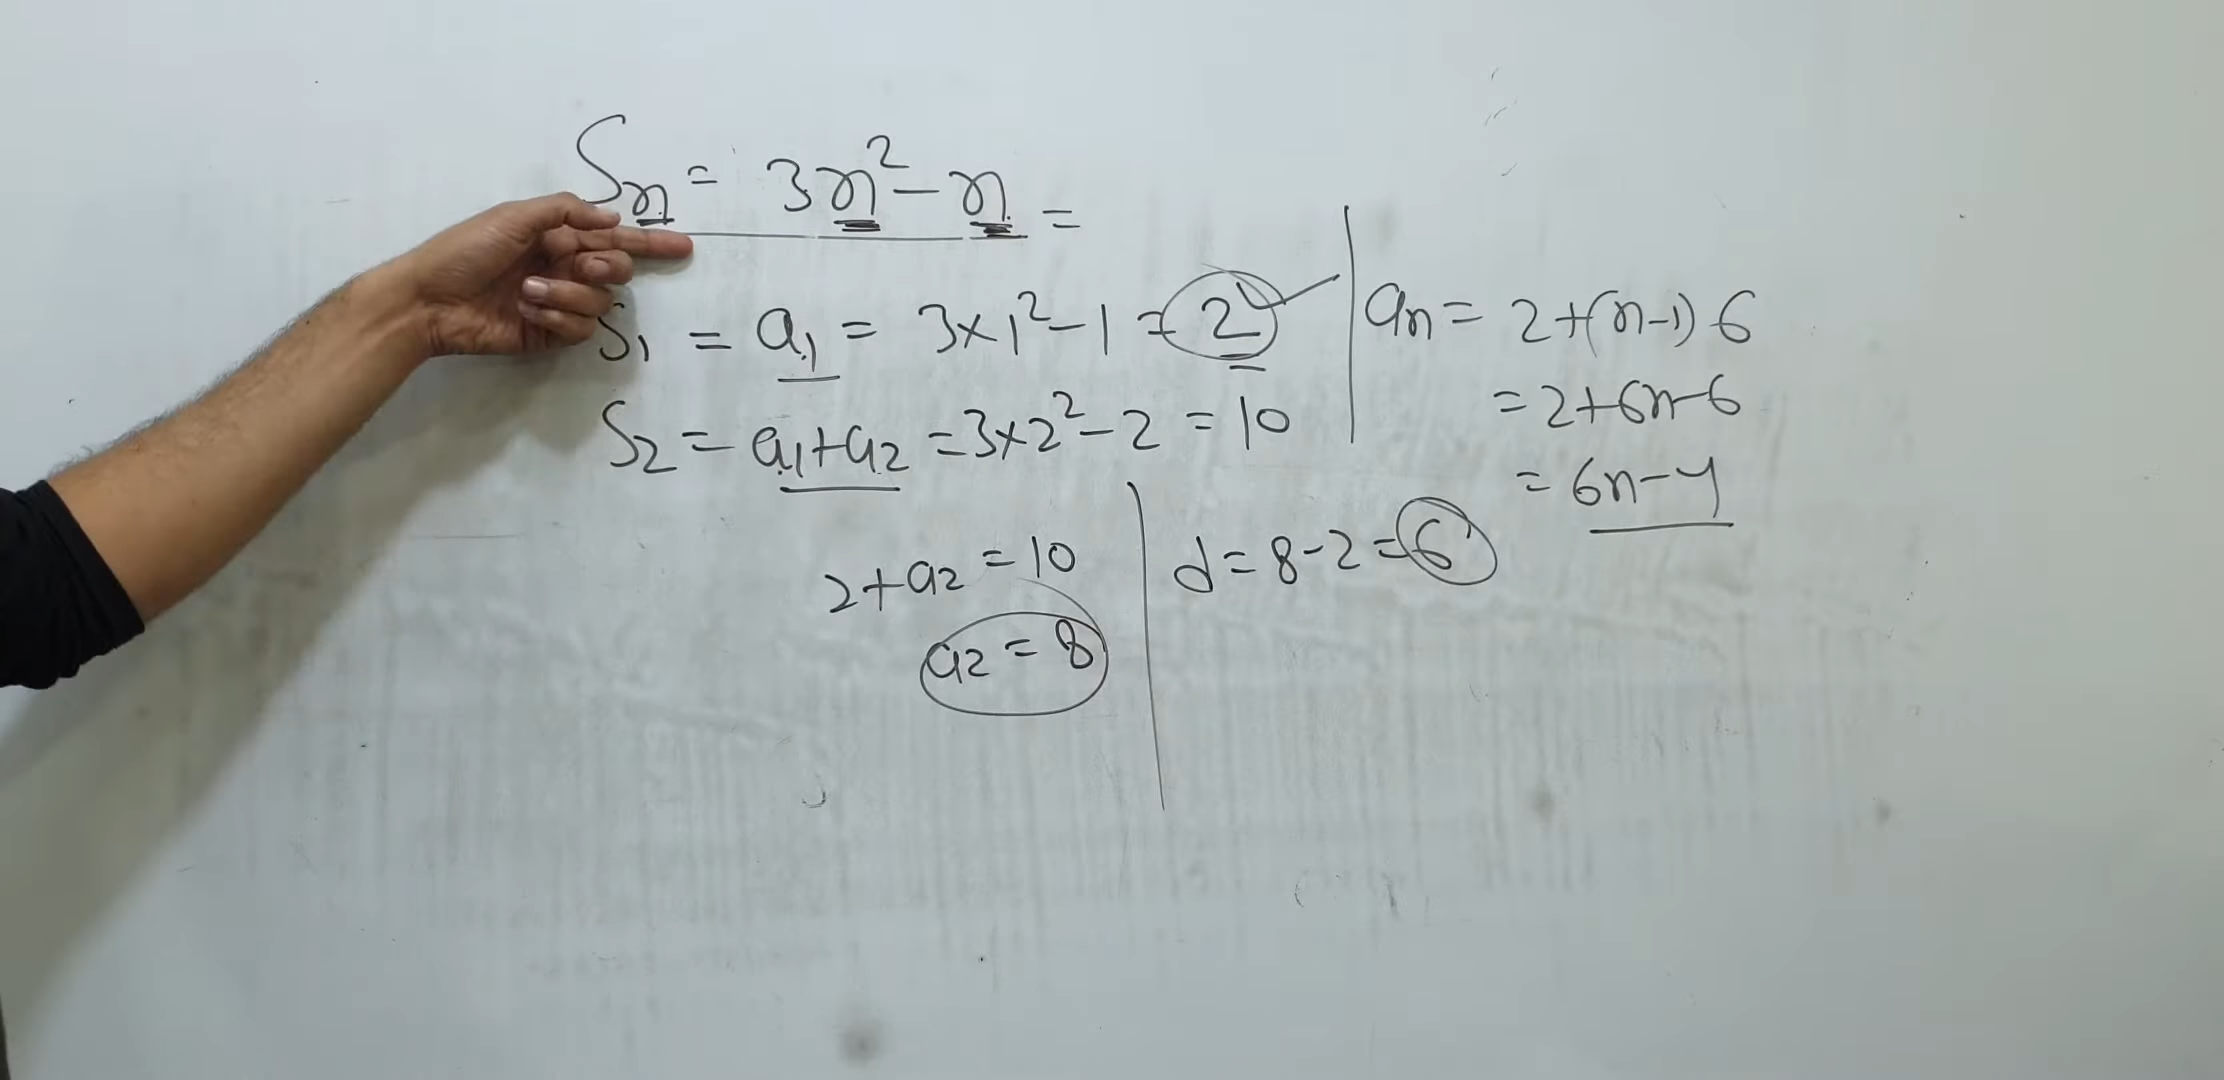 Sn = 3n² - n =
S1 = a1 = 3×1² - 1 = 2
S2 = a1+a2 = 3×2² - 2 = 10
2+a2 = 10
a2 = 8
d = 8-2 = 6
an = 2+(n-1) 6
= 2+6n-6
= 6n-4